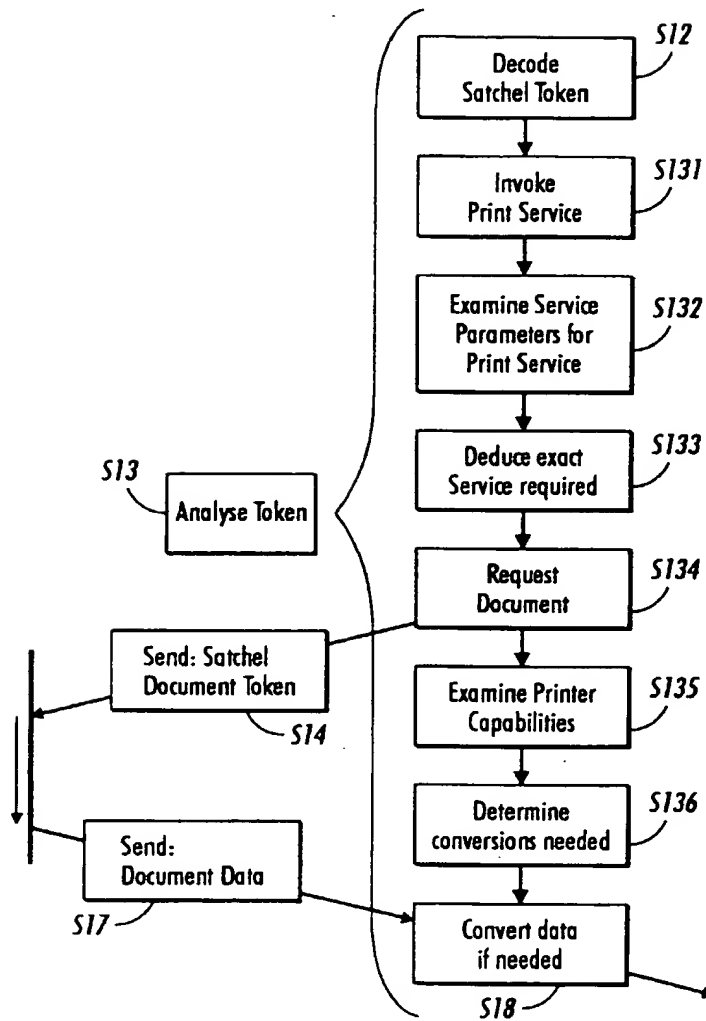 S12
Decode
Satchel Token
S131
Invoke
Print Service
S132
Examine Service
Parameters for
Print Service
S133
Deduce exact
Service required
S13
Analyse Token
S134
Request
Document
Send: Satchel
Document Token
S14
S135
Examine Printer
Capabilities
S136
Determine
conversions needed
Send:
Document Data
S17
Convert data
if needed
S18